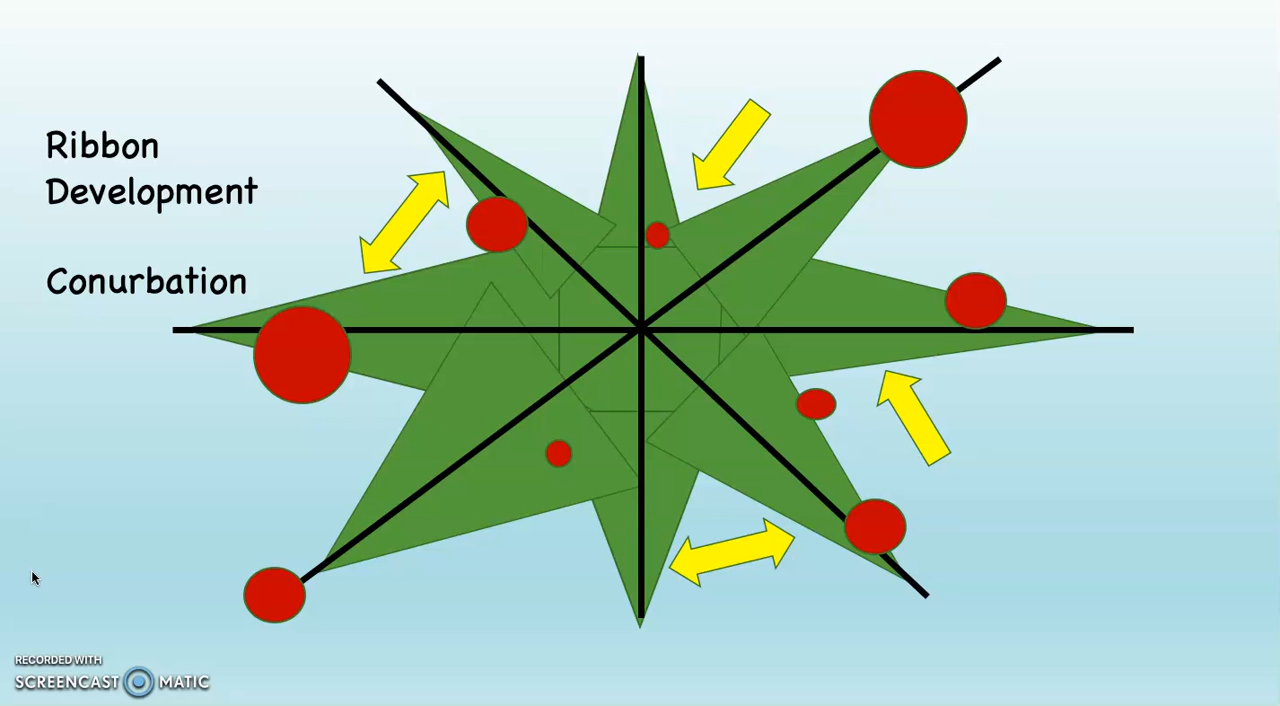 Ribbon
Development
Conurbation
RECORDED WITH
SCREENCAST MATIC